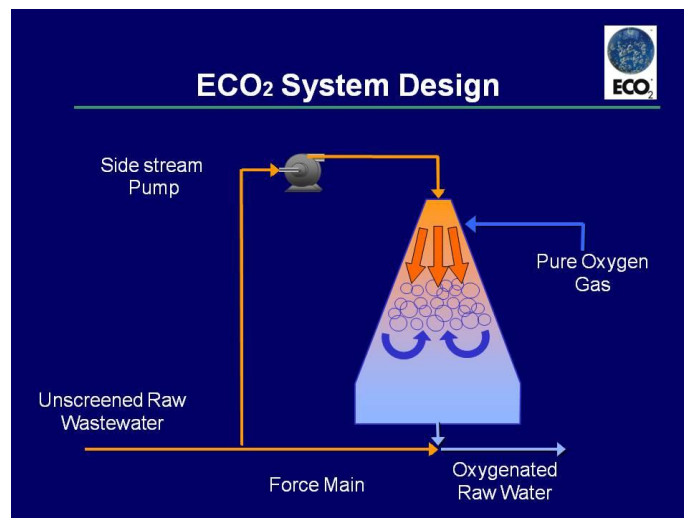 ECO₂ System Design
ECO₂
Side stream
Pump
Pure Oxygen
Gas
Unscreened Raw
Wastewater
Force Main
Oxygenated
Raw Water